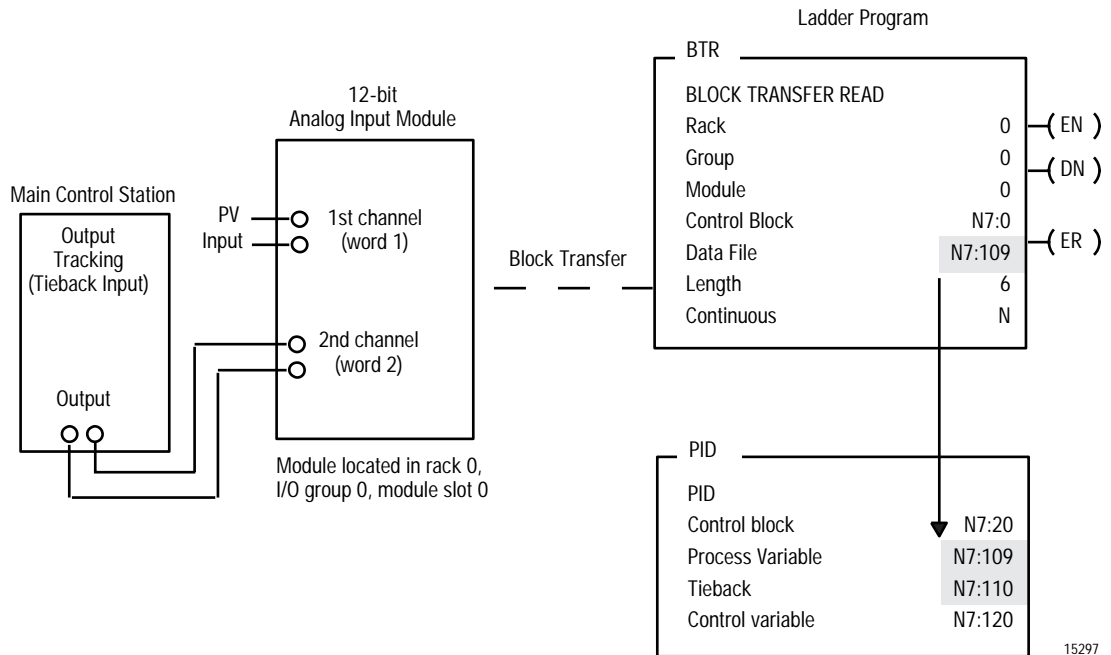 Ladder Program
BTR
BLOCK TRANSFER READ
Rack 0
Group 0
Module 0
Control Block N7:0
Data File N7:109
Length 6
Continuous N
EN
DN
ER
12-bit
Analog Input Module
PV
Input
1st channel
(word 1)
2nd channel
(word 2)
Main Control Station
Output
Tracking
(Tieback Input)
Output
Block Transfer
Module located in rack 0,
I/O group 0, module slot 0
PID
PID
Control block N7:20
Process Variable N7:109
Tieback N7:110
Control variable N7:120
15297